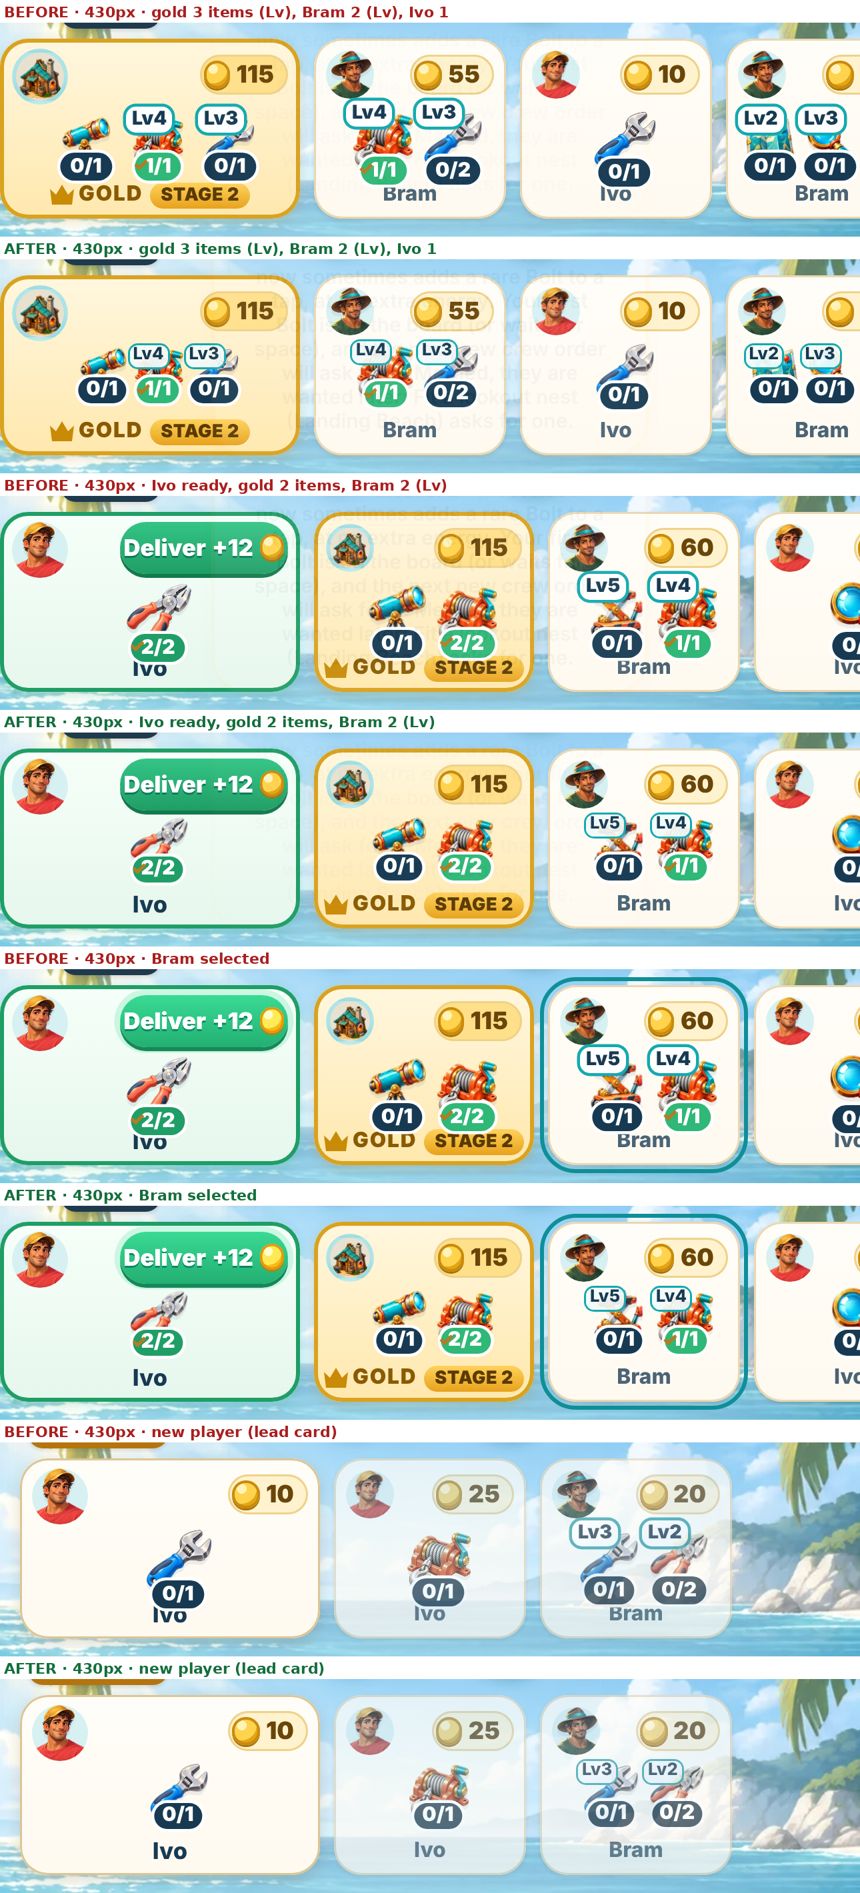 BEFORE · 430px · gold 3 items (Lv), Bram 2 (Lv), Ivo 1
115 55 10
Lv4 Lv3 Lv4 Lv3 Lv2 Lv3
0/1 1/1 0/1 1/1 0/2 0/1 0/1 0/1
GOLD STAGE 2 Bram Ivo Bram
AFTER · 430px · gold 3 items (Lv), Bram 2 (Lv), Ivo 1
now sometimes adds a rare Bolt to a
115 55 10
Lv4 Lv3 Lv4 Lv3 Lv2 Lv3
0/1 1/1 0/1 1/1 0/2 0/1 0/1 0/1
GOLD STAGE 2 Bram Ivo Bram
BEFORE · 430px · Ivo ready, gold 2 items, Bram 2 (Lv)
Deliver +12 115 60
Lv5 Lv4
2/2 0/1 2/2 0/1 1/1
Ivo GOLD STAGE 2 Bram
AFTER · 430px · Ivo ready, gold 2 items, Bram 2 (Lv)
Deliver +12 115 60
Lv5 Lv4
2/2 0/1 2/2 0/1 1/1
Ivo GOLD STAGE 2 Bram
BEFORE · 430px · Bram selected
Deliver +12 115 60
Lv5 Lv4
2/2 0/1 2/2 0/1 1/1
Ivo GOLD STAGE 2 Bram
AFTER · 430px · Bram selected
Deliver +12 115 60
Lv5 Lv4
2/2 0/1 2/2 0/1 1/1
Ivo GOLD STAGE 2 Bram
BEFORE · 430px · new player (lead card)
10 25 20
Lv3 Lv2
0/1 0/1 0/1 0/2
Ivo Ivo Bram
AFTER · 430px · new player (lead card)
10 25 20
Lv3 Lv2
0/1 0/1 0/1 0/2
Ivo Ivo Bram